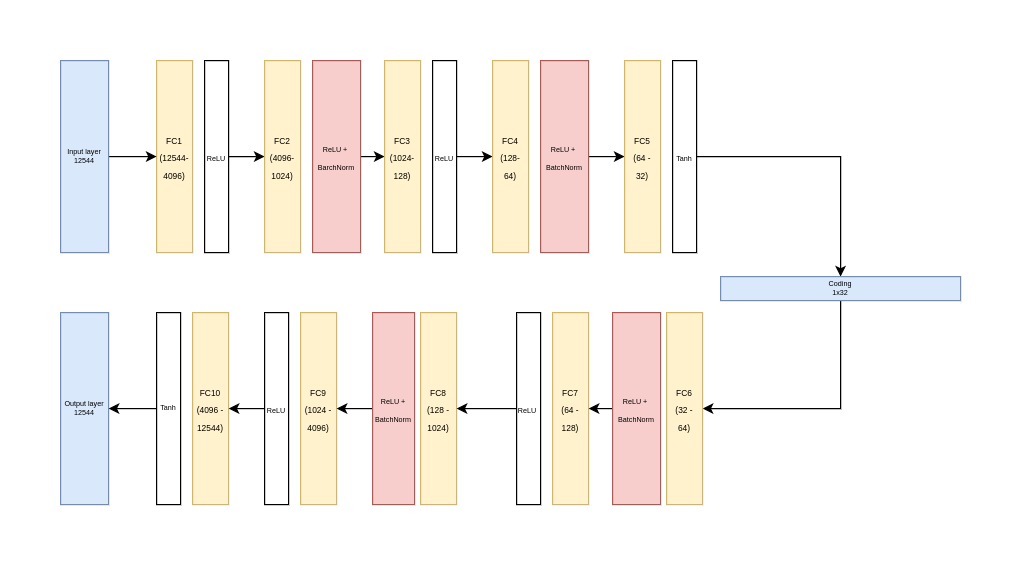 Input layer
12544
FC1
(12544-
4096)
ReLU
FC2
(4096-
1024)
ReLU +
BarchNorm
FC3
(1024-
128)
ReLU
FC4
(128-
64)
ReLU +
BatchNorm
FC5
(64 -
32)
Tanh
Coding
1x32
Output layer
12544
Tanh
FC10
(4096 -
12544)
ReLU
FC9
(1024 -
4096)
ReLU +
BatchNorm
FC8
(128 -
1024)
ReLU
FC7
(64 -
128)
ReLU +
BatchNorm
FC6
(32 -
64)